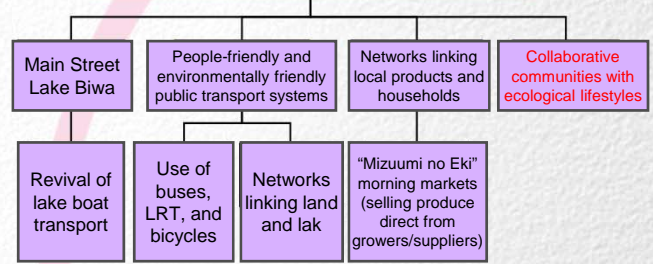 Main Street
Lake Biwa
People-friendly and
environmentally friendly
public transport systems
Networks linking
local products and
households
Collaborative
communities with
ecological lifestyles
Revival of
lake boat
transport
Use of
buses,
LRT, and
bicycles
Networks
linking land
and lak
“Mizuumi no Eki”
morning markets
(selling produce
direct from
growers/suppliers)